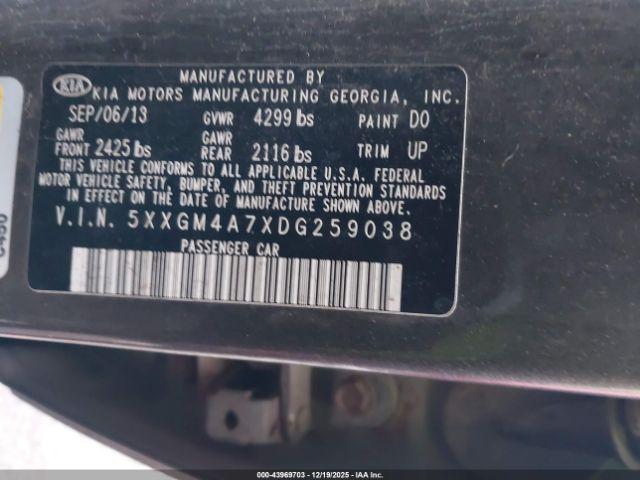 MANUFACTURED BY
KIA KIA MOTORS MANUFACTURING GEORGIA, INC.
SEP/06/13 GVWR 4299 lbs PAINT DO
GAWR FRONT 2425 lbs GAWR REAR 2116 lbs TRIM UP
THIS VEHICLE CONFORMS TO ALL APPLICABLE U.S.A. FEDERAL
MOTOR VEHICLE SAFETY, BUMPER, AND THEFT PREVENTION STANDARDS
IN EFFECT ON THE DATE OF MANUFACTURE SHOWN ABOVE.
V.I.N. 5XXGM4A7XDG259038
PASSENGER CAR
000-43969703 - 12/19/2025 - IAA Inc.